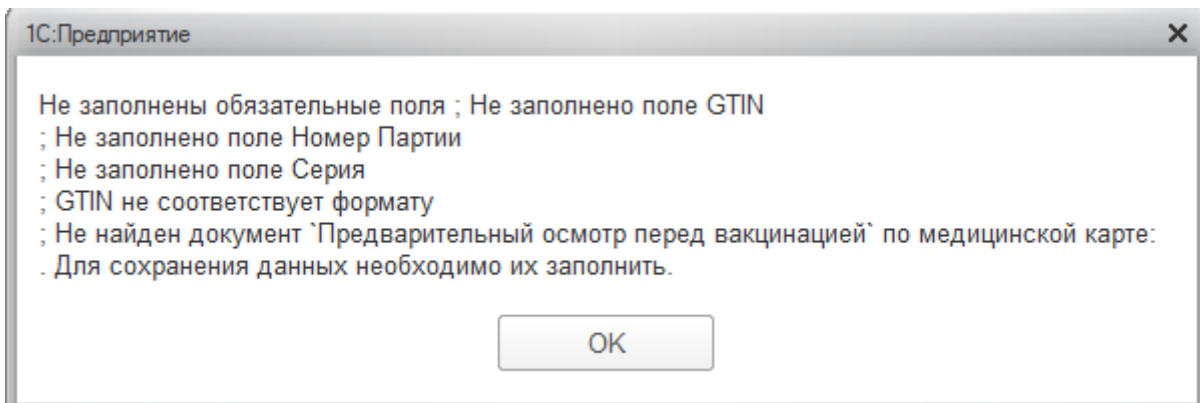 1С:Предприятие
Не заполнены обязательные поля ; Не заполнено поле GTIN
; Не заполнено поле Номер Партии
; Не заполнено поле Серия
; GTIN не соответствует формату
; Не найден документ `Предварительный осмотр перед вакцинацией` по медицинской карте:
. Для сохранения данных необходимо их заполнить.
OK